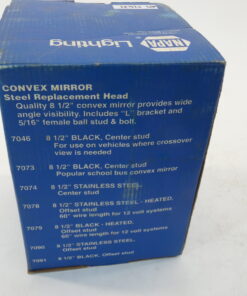 NAPA Lighting
CONVEX MIRROR
Steel Replacement Head
Quality 8 1/2" convex mirror provides wide
angle visibility. Includes "L" bracket and
5/16" female ball stud & bolt.
7046 8 1/2" BLACK, Center stud
For use on vehicles where crossover
view is needed
7073 8 1/2" BLACK, Center stud
Popular school bus convex mirror
7074 8 1/2" STAINLESS STEEL,
Center stud
7078 8 1/2" STAINLESS STEEL - HEATED,
Offset stud
60" wire length for 12 volt systems
7079 8 1/2" BLACK - HEATED,
Offset stud
60" wire length for 12 volt systems
7090 8 1/2" STAINLESS STEEL,
Offset stud
7091 8 1/2" BLACK, Offset stud